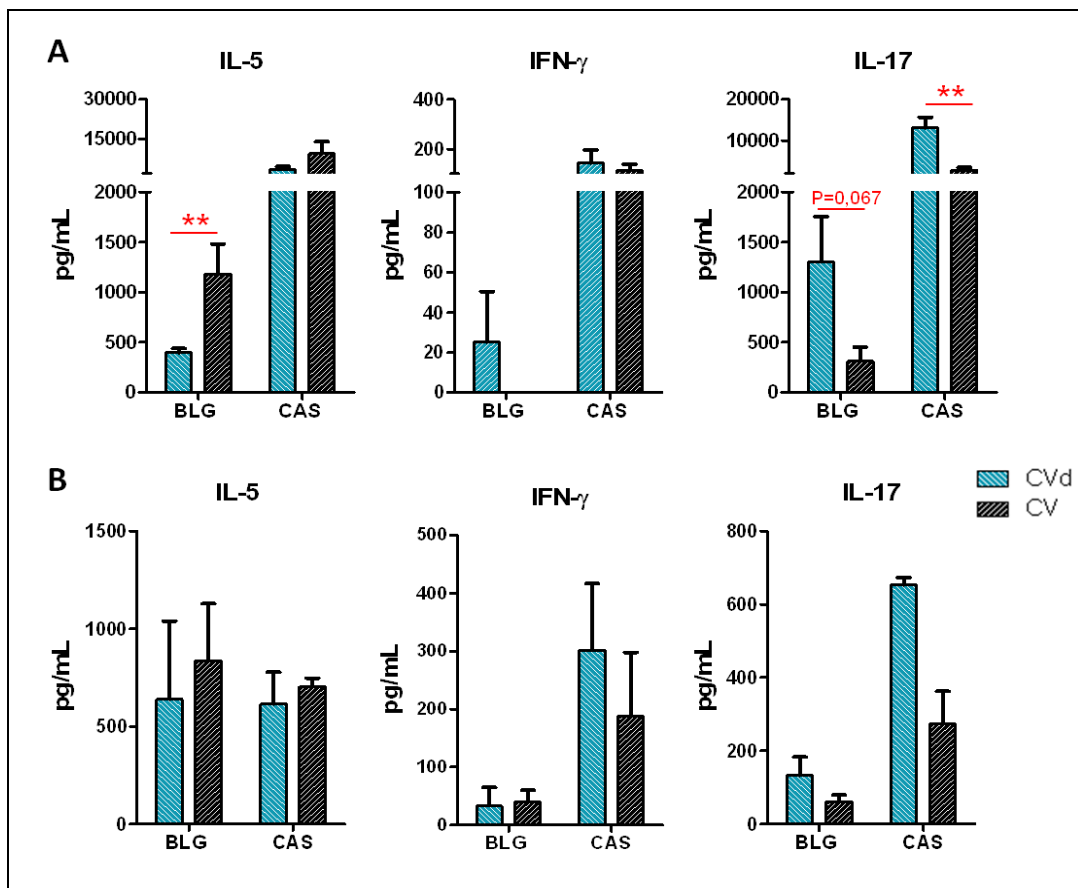 A
IL-5
IFN-γ
IL-17
30000
15000
2000
1500
1000
500
0
pg/mL
**
BLG
CAS
400
200
100
80
60
40
20
0
pg/mL
BLG
CAS
20000
10000
2000
1500
1000
500
0
pg/mL
**
P=0,067
BLG
CAS
B
IL-5
IFN-γ
IL-17
CVd
CV
1500
1000
500
0
pg/mL
BLG
CAS
500
400
300
200
100
0
pg/mL
BLG
CAS
800
600
400
200
0
pg/mL
BLG
CAS